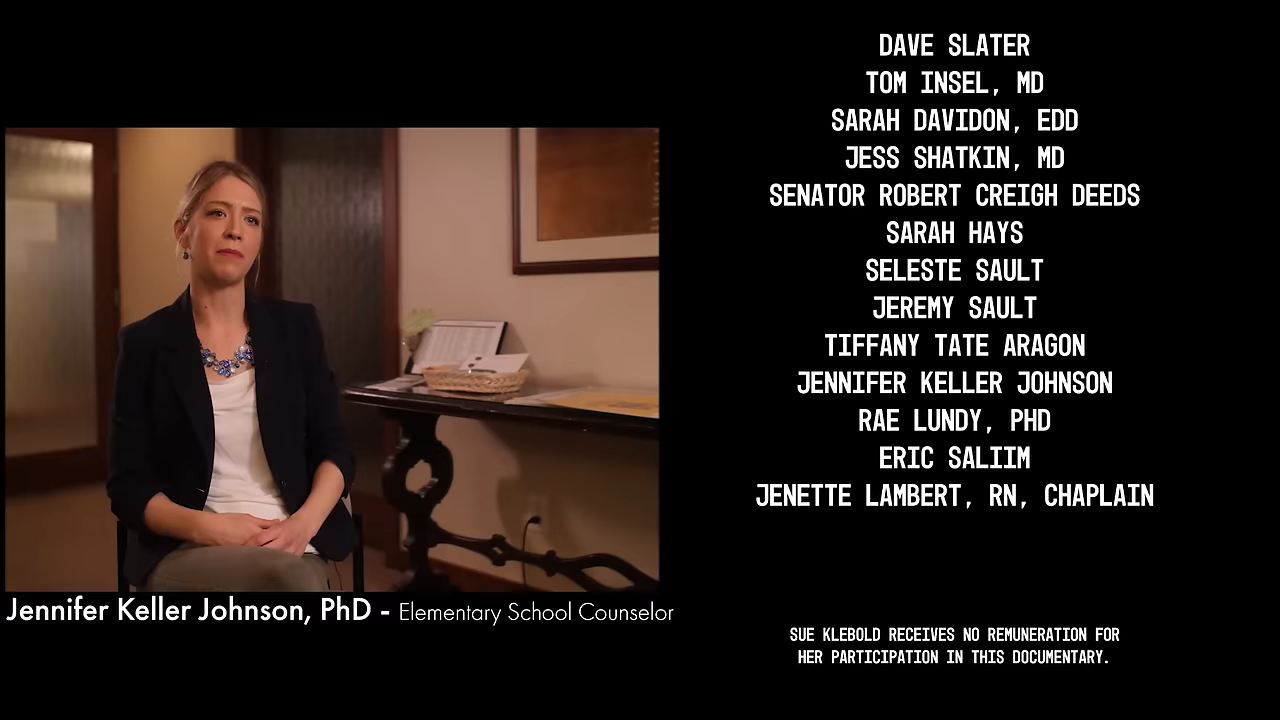 DAVE SLATER
TOM INSEL, MD
SARAH DAVIDON, EDD
JESS SHATKIN, MD
SENATOR ROBERT CREIGH DEEDS
SARAH HAYS
SELESTE SAULT
JEREMY SAULT
TIFFANY TATE ARAGON
JENNIFER KELLER JOHNSON
RAE LUNDY, PHD
ERIC SALIIM
JENETTE LAMBERT, RN, CHAPLAIN
Jennifer Keller Johnson, PhD - Elementary School Counselor
SUE KLEBOLD RECEIVES NO REMUNERATION FOR
HER PARTICIPATION IN THIS DOCUMENTARY.